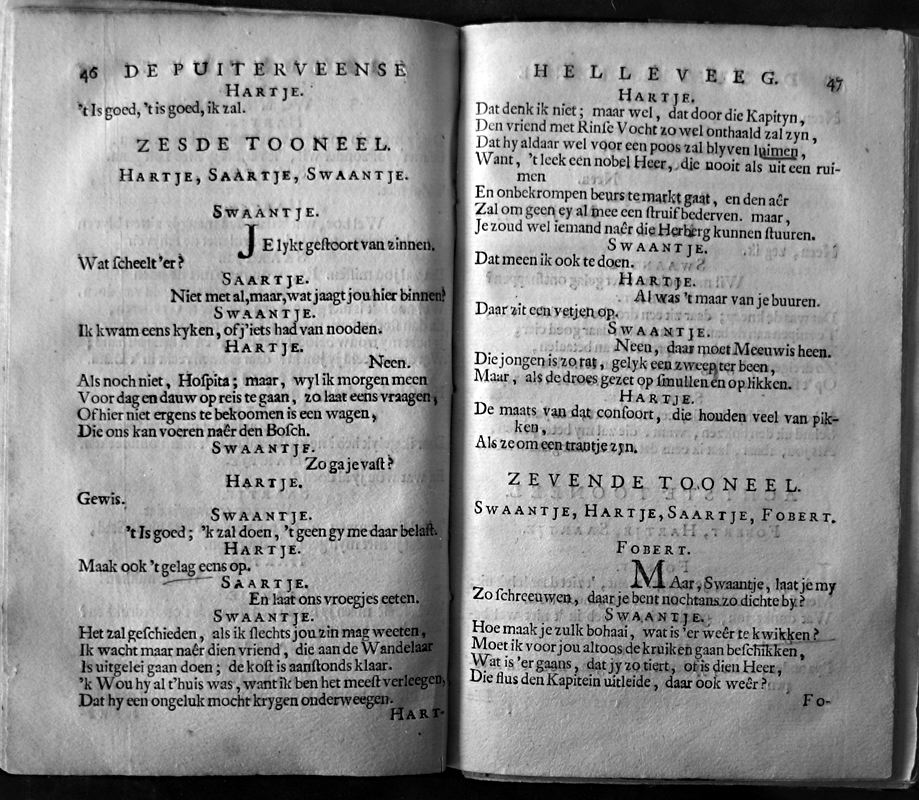 46 DE PUITERVEENSE
HARTJE.
't Is goed, 't is goed, ik zal.
ZESDE TOONEEL.
HARTJE, SAARTJE, SWAANTJE.
SWAANTJE.
JE lykt gestoort van zinnen.
Wat scheelt 'er?
SAARTJE.
Niet met al, maar, wat jaagt jou hier binnen?
SWAANTJE.
Ik kwam eens kyken, of j'iets had van nooden.
HARTJE.
Neen.
Als noch niet, Hospita; maar, wyl ik morgen meen
Voor dag en dauw op reis te gaan, zo laat eens vraagen,
Of hier niet ergens te bekoomen is een wagen,
Die ons kan voeren naêr den Bosch.
SWAANTJE.
Zo gaje vast?
HARTJE.
Gewis.
SWAANTJE.
't Is goed; 'k zal doen, 't geen gy me daar belast.
HARTJE.
Maak ook 't gelag eens op.
SAARTJE.
En laat ons vroegjes eeten.
SWAANTJE.
Het zal geschieden, als ik slechts jou zin mag weeten,
Ik wacht maar naêr dien vriend, die aan de Wandelaar
Is uitgelei gaan doen; de kost is aanstonds klaar.
'k Wou hy al t'huis was, want ik ben het meest verleegen,
Dat hy een ongeluk mocht krygen onderweegen.
HART-
HELLEVEEG. 47
HARTJE.
Dat denk ik niet; maar wel, dat door die Kapityn,
Den vriend met Rinse Vocht zo wel onthaald zal zyn,
Dat hy aldaar wel voor een poos zal blyven luimen,
Want, 't leek een nobel Heer, die nooit als uit een rui-
men
En onbekrompen beurs te markt gaat, en den aêr
Zal om geen ey al mee een struif bederven. maar,
Je zoud wel iemand naêr die Herberg kunnen stuuren.
SWAANTJE.
Dat meen ik ook te doen.
HARTJE.
Al was 't maar van je buuren.
Daar zit een vetjen op.
SWAANTJE.
Neen, daar moet Meeuwis heen.
Die jongen is zo rat, gelyk een zweep ter been,
Maar, als de droes gezet op smullen en op likken.
HARTJE.
De maats van dat consoort, die houden veel van pik-
ken,
Als ze om een trantje zyn.
ZEVENDE TOONEEL.
SWAANTJE, HARTJE, SAARTJE, FOBERT.
FOBERT.
MAar, Swaantje, laat je my
Zo schreeuwen, daar je bent nochtans zo dichte by?
SWAANTJE.
Hoe maak je zulk bohaai, wat is 'er weêr te kwikken?
Moet ik voor jou altoos de kruiken gaan beschikken,
Wat is 'er gaans, dat jy zo tiert, of is dien Heer,
Die flus den Kapitein uitleide, daar ook weêr?
FO-